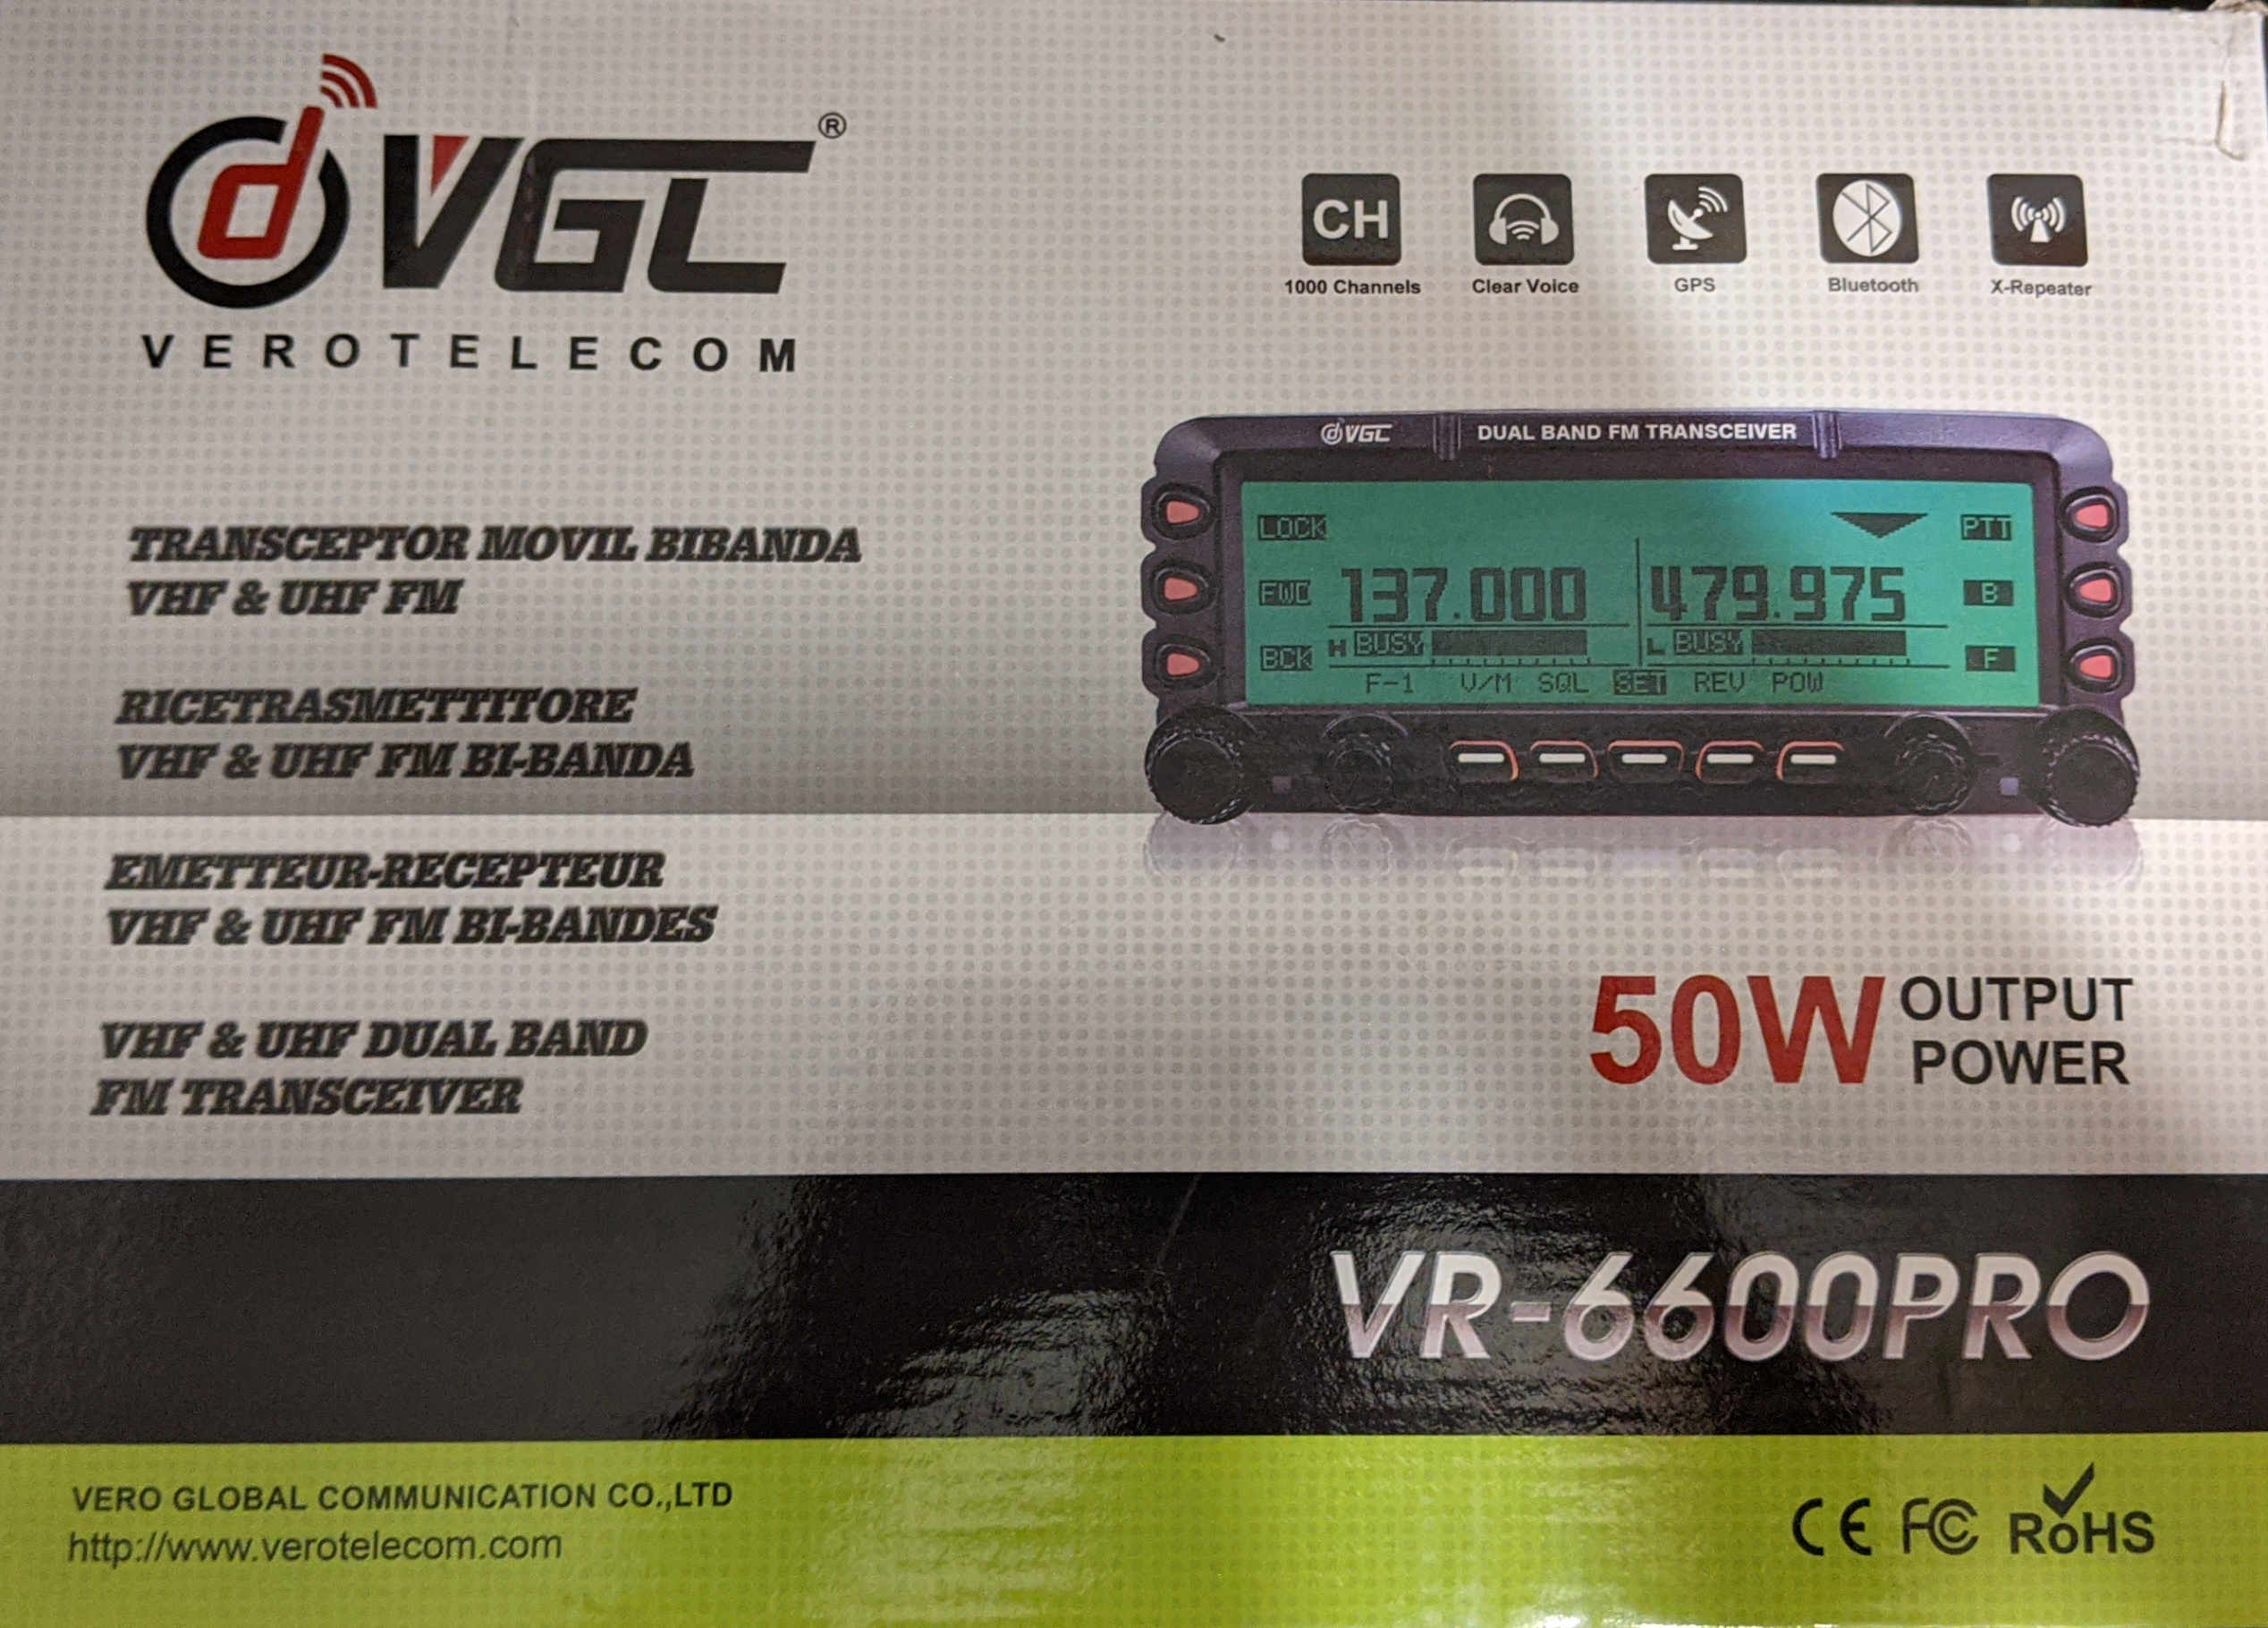 VGC®
VEROTELECOM
CH
1000 Channels
Clear Voice
GPS
Bluetooth
X-Repeater
TRANSCEPTOR MOVIL BIBANDA
VHF & UHF FM
RICETRASMETTITORE
VHF & UHF FM BI-BANDA
EMETTEUR-RECEPTEUR
VHF & UHF FM BI-BANDES
VHF & UHF DUAL BAND
FM TRANSCEIVER
VGC DUAL BAND FM TRANSCEIVER
LOCK PTT
FWD 137.000 479.975 B
BCK H BUSY L BUSY F
F-1 V/M SQL SET REV POW
50W OUTPUT
POWER
VR-6600PRO
VERO GLOBAL COMMUNICATION CO.,LTD
http://www.verotelecom.com
CE FC RoHS